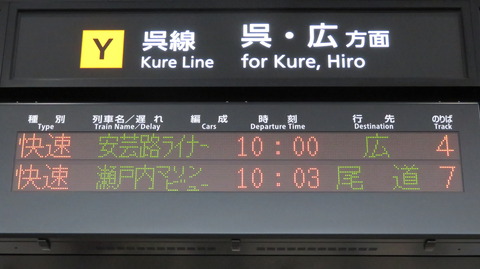 Y 呉線 呉・広 方面
Kure Line for Kure, Hiro
種別 列車名／遅れ 編成 時刻 行先 のりば
Type Train Name/Delay Cars Departure Time Destination Track
快速 安芸路ライナー 10:00 広 4
快速 瀬戸内マリンビュー 10:03 尾道 7